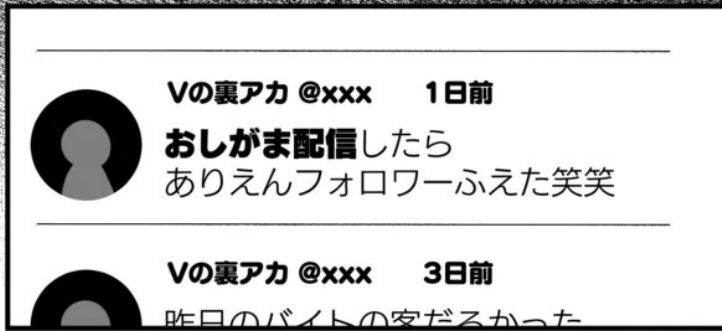 Vの裏アカ @xxx 1日前
おしがま配信したら
ありえんフォロワーふえた笑笑
Vの裏アカ @xxx 3日前
昨日のバイトの客だるかった